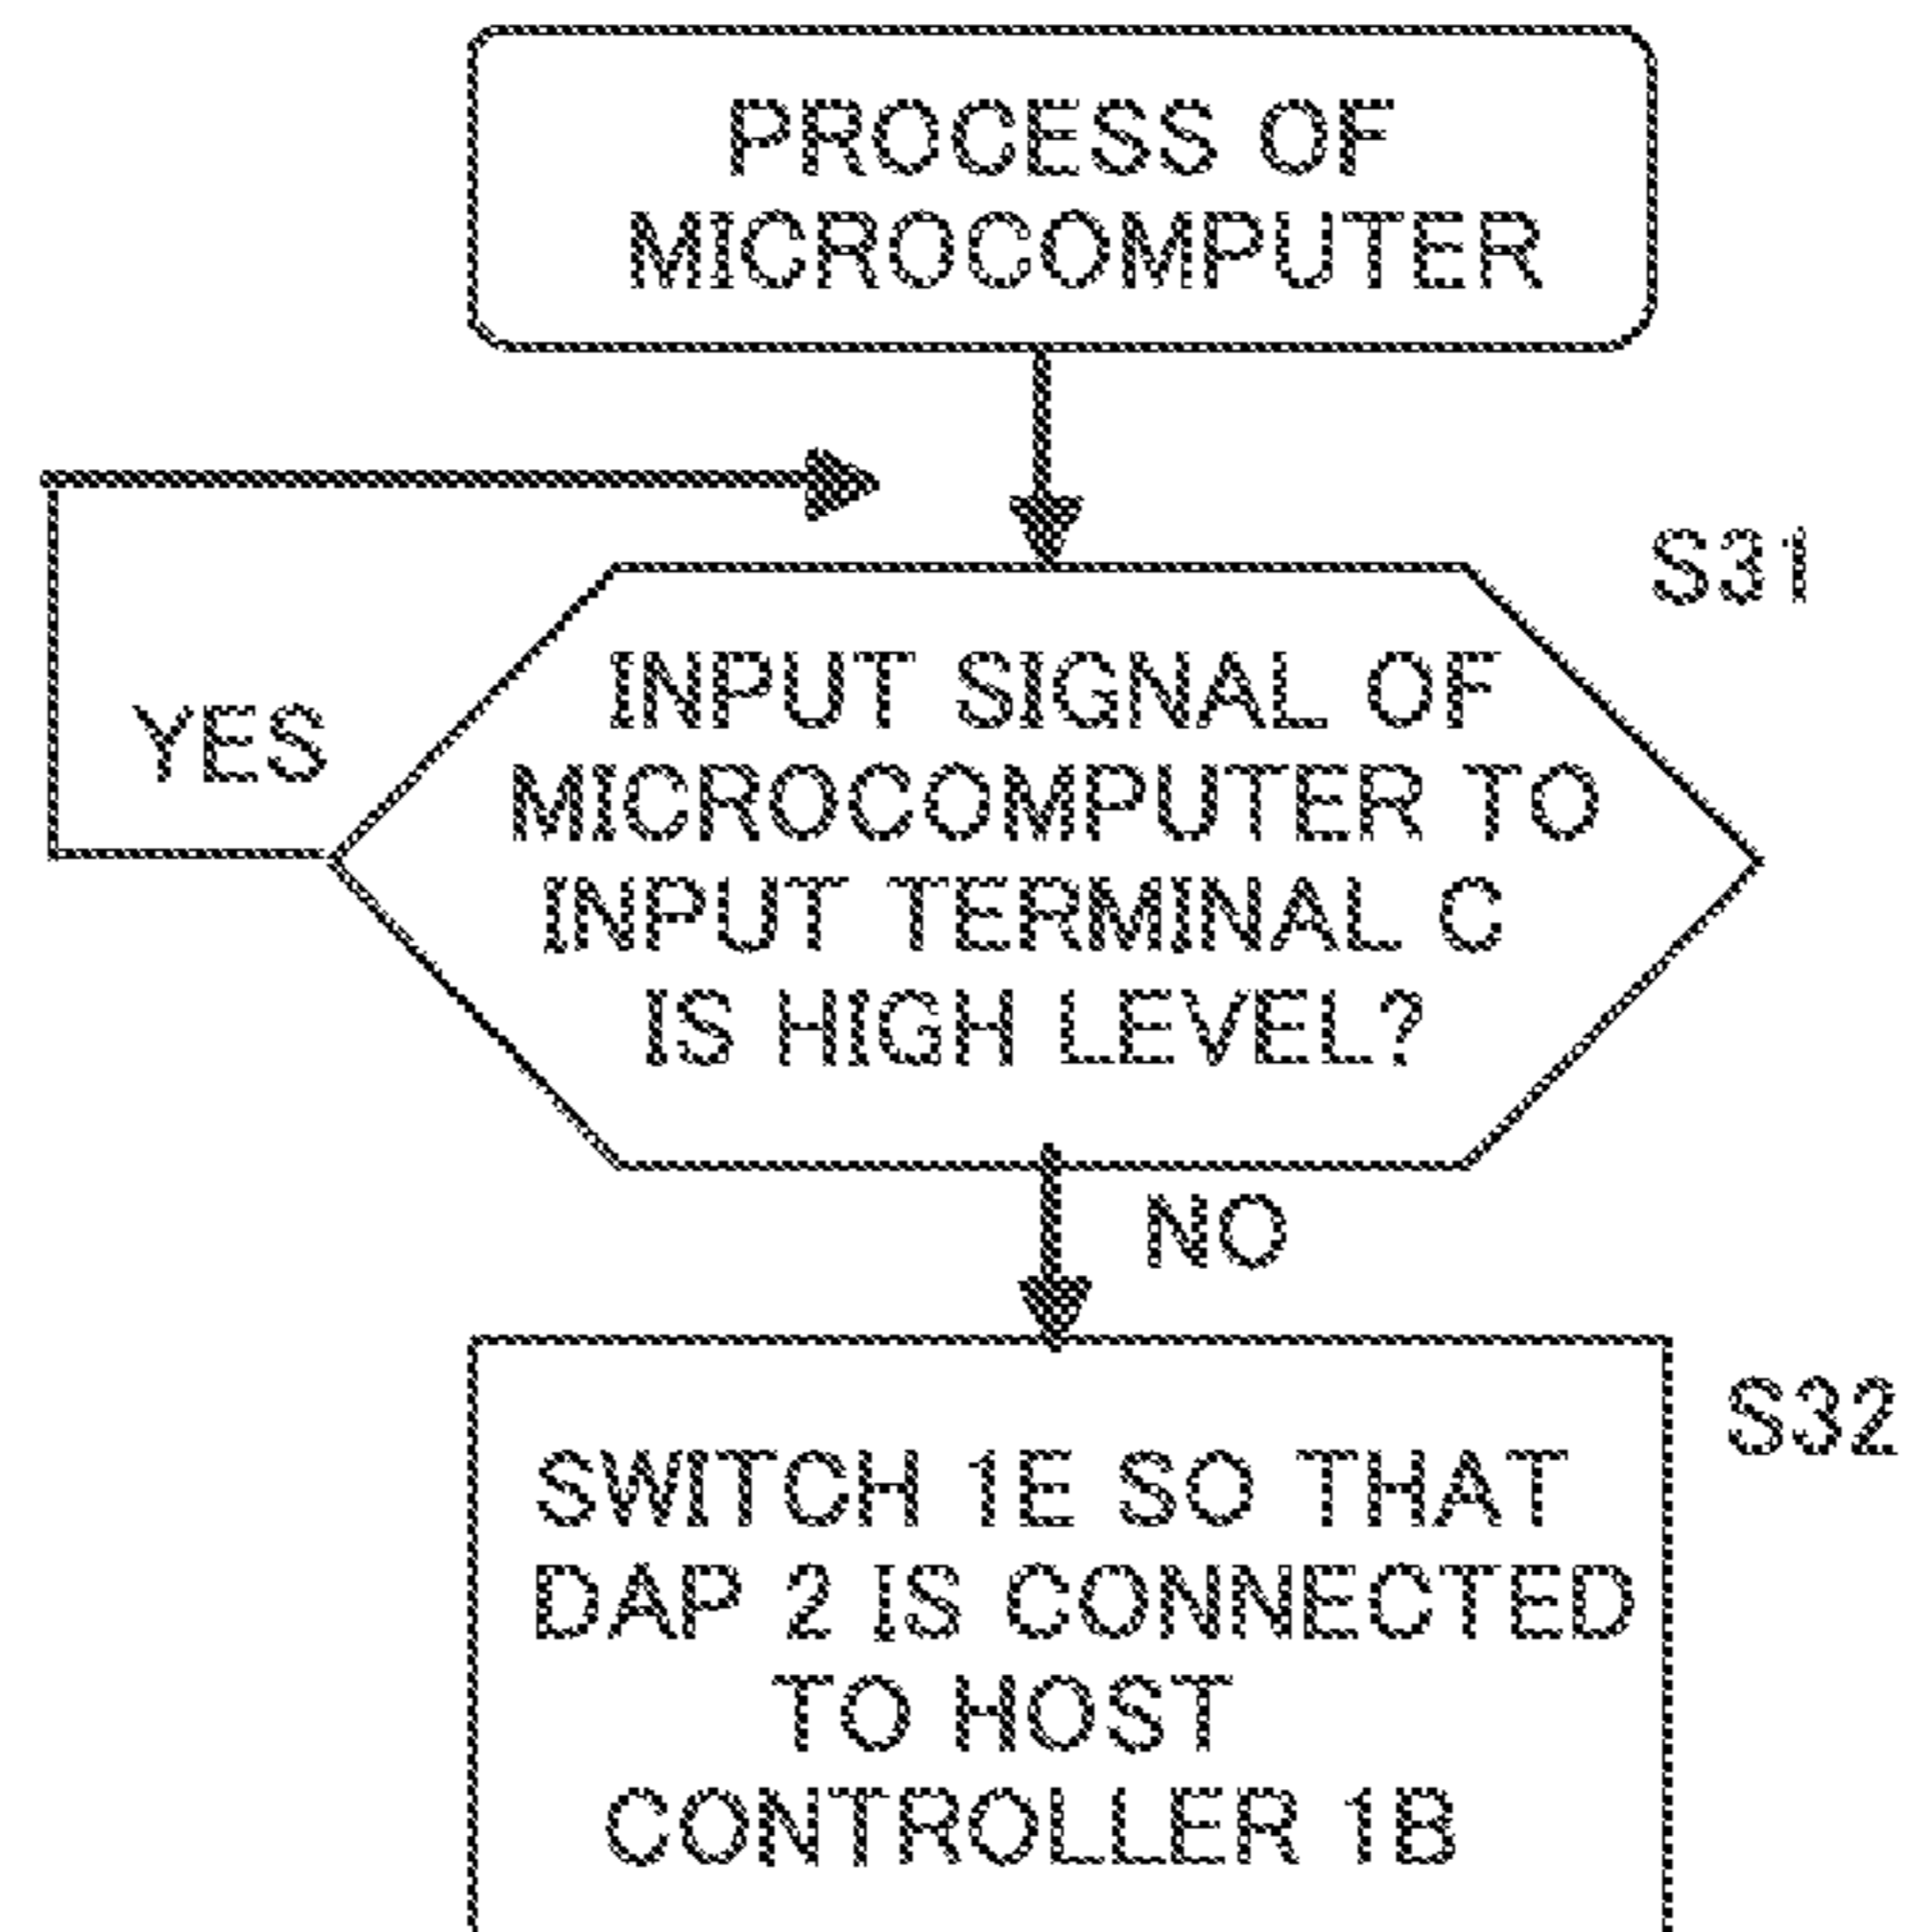 PROCESS OF
MICROCOMPUTER
S31
INPUT SIGNAL OF
MICROCOMPUTER TO
INPUT TERMINAL C
IS HIGH LEVEL?
YES
NO
S32
SWITCH 1E SO THAT
DAP 2 IS CONNECTED
TO HOST
CONTROLLER 1B